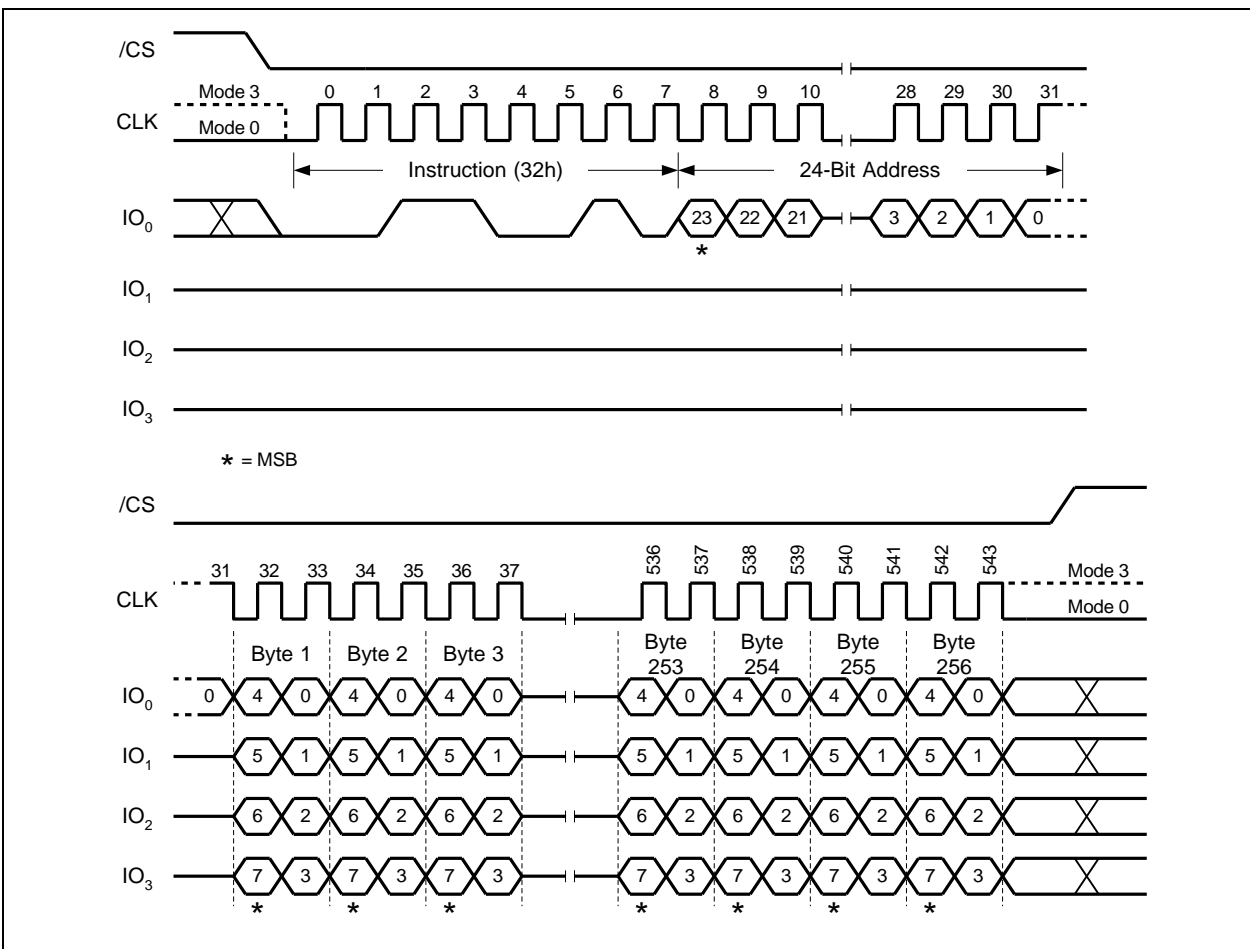 /CS
Mode 3 0 1 2 3 4 5 6 7 8 9 10 28 29 30 31
CLK
Mode 0
Instruction (32h) 24-Bit Address
IO0 23 22 21 3 2 1 0
*
IO1
IO2
IO3
* = MSB
/CS
31 32 33 34 35 36 37 536 537 538 539 540 541 542 543 Mode 3
CLK
Mode 0
Byte 1 Byte 2 Byte 3 Byte 253 Byte 254 Byte 255 Byte 256
IO0 0 4 0 4 0 4 0 4 0 4 0 4 0 4 0
IO1 5 1 5 1 5 1 5 1 5 1 5 1 5 1
IO2 6 2 6 2 6 2 6 2 6 2 6 2 6 2
IO3 7 3 7 3 7 3 7 3 7 3 7 3 7 3
* * * * * * *